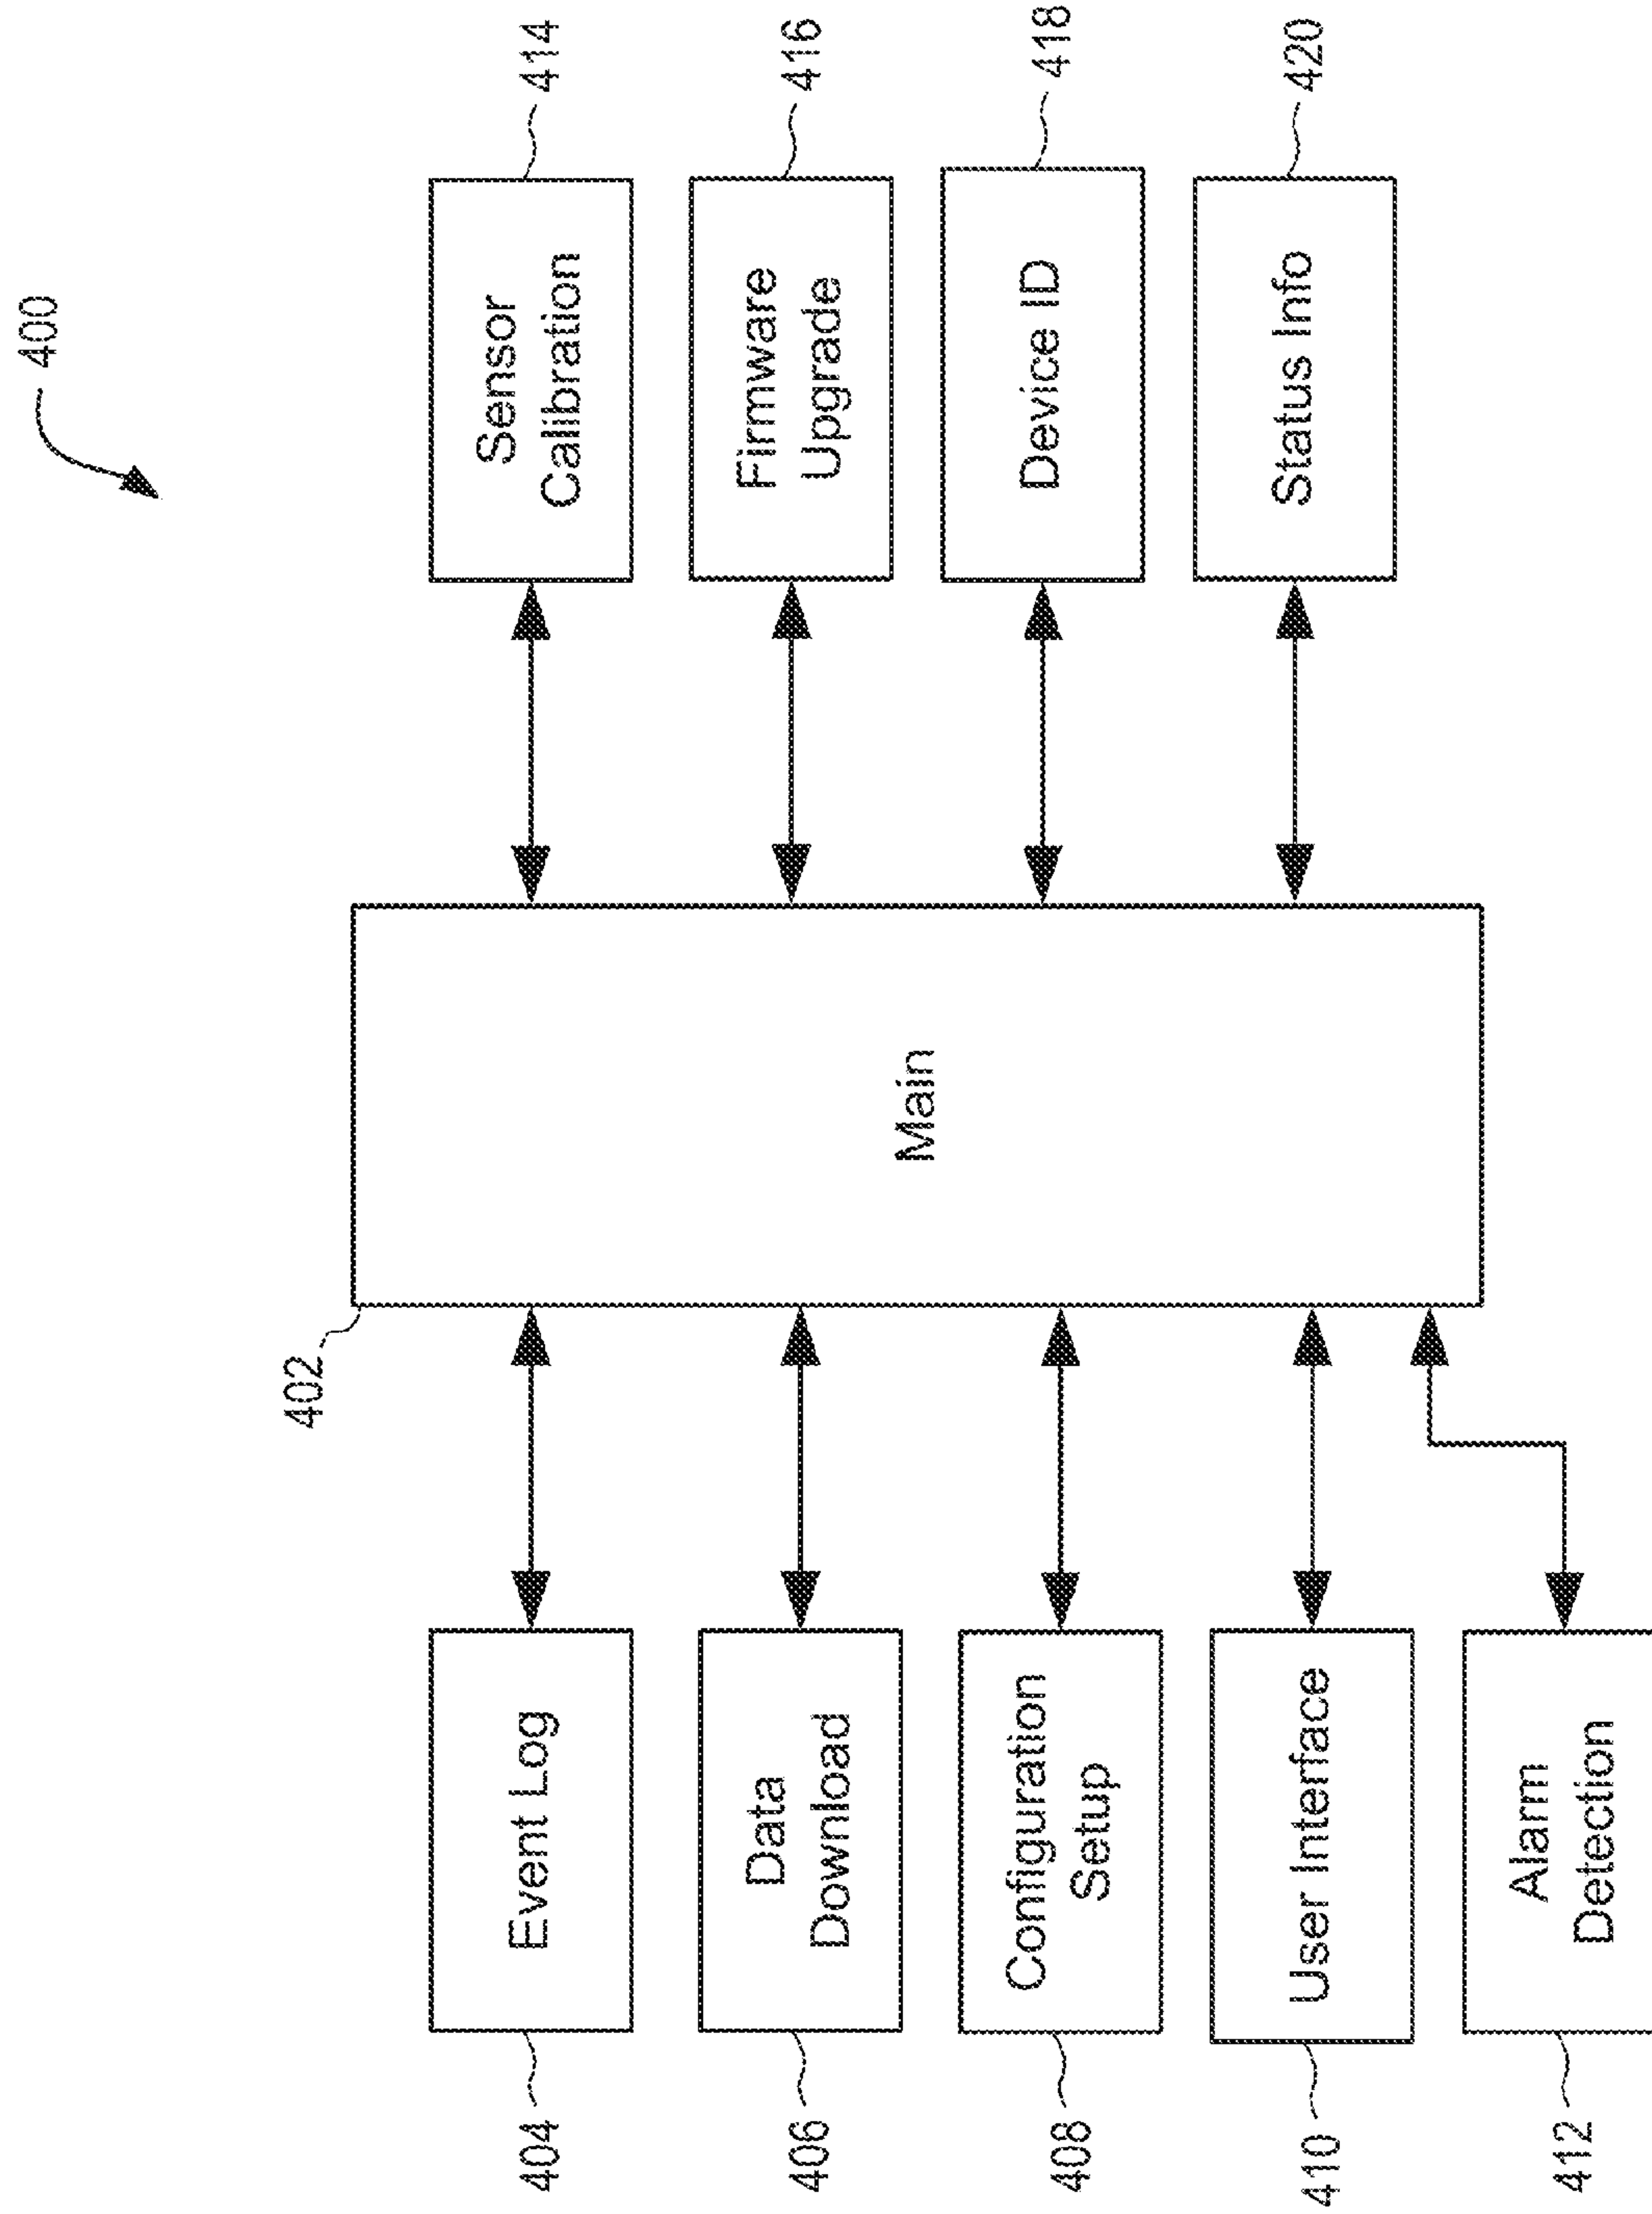 400
402
Main
404
Event Log
406
Data
Download
408
Configuration
Setup
410
User Interface
412
Alarm
Detection
Sensor
Calibration
414
Firmware
Upgrade
416
Device ID
418
Status Info
420